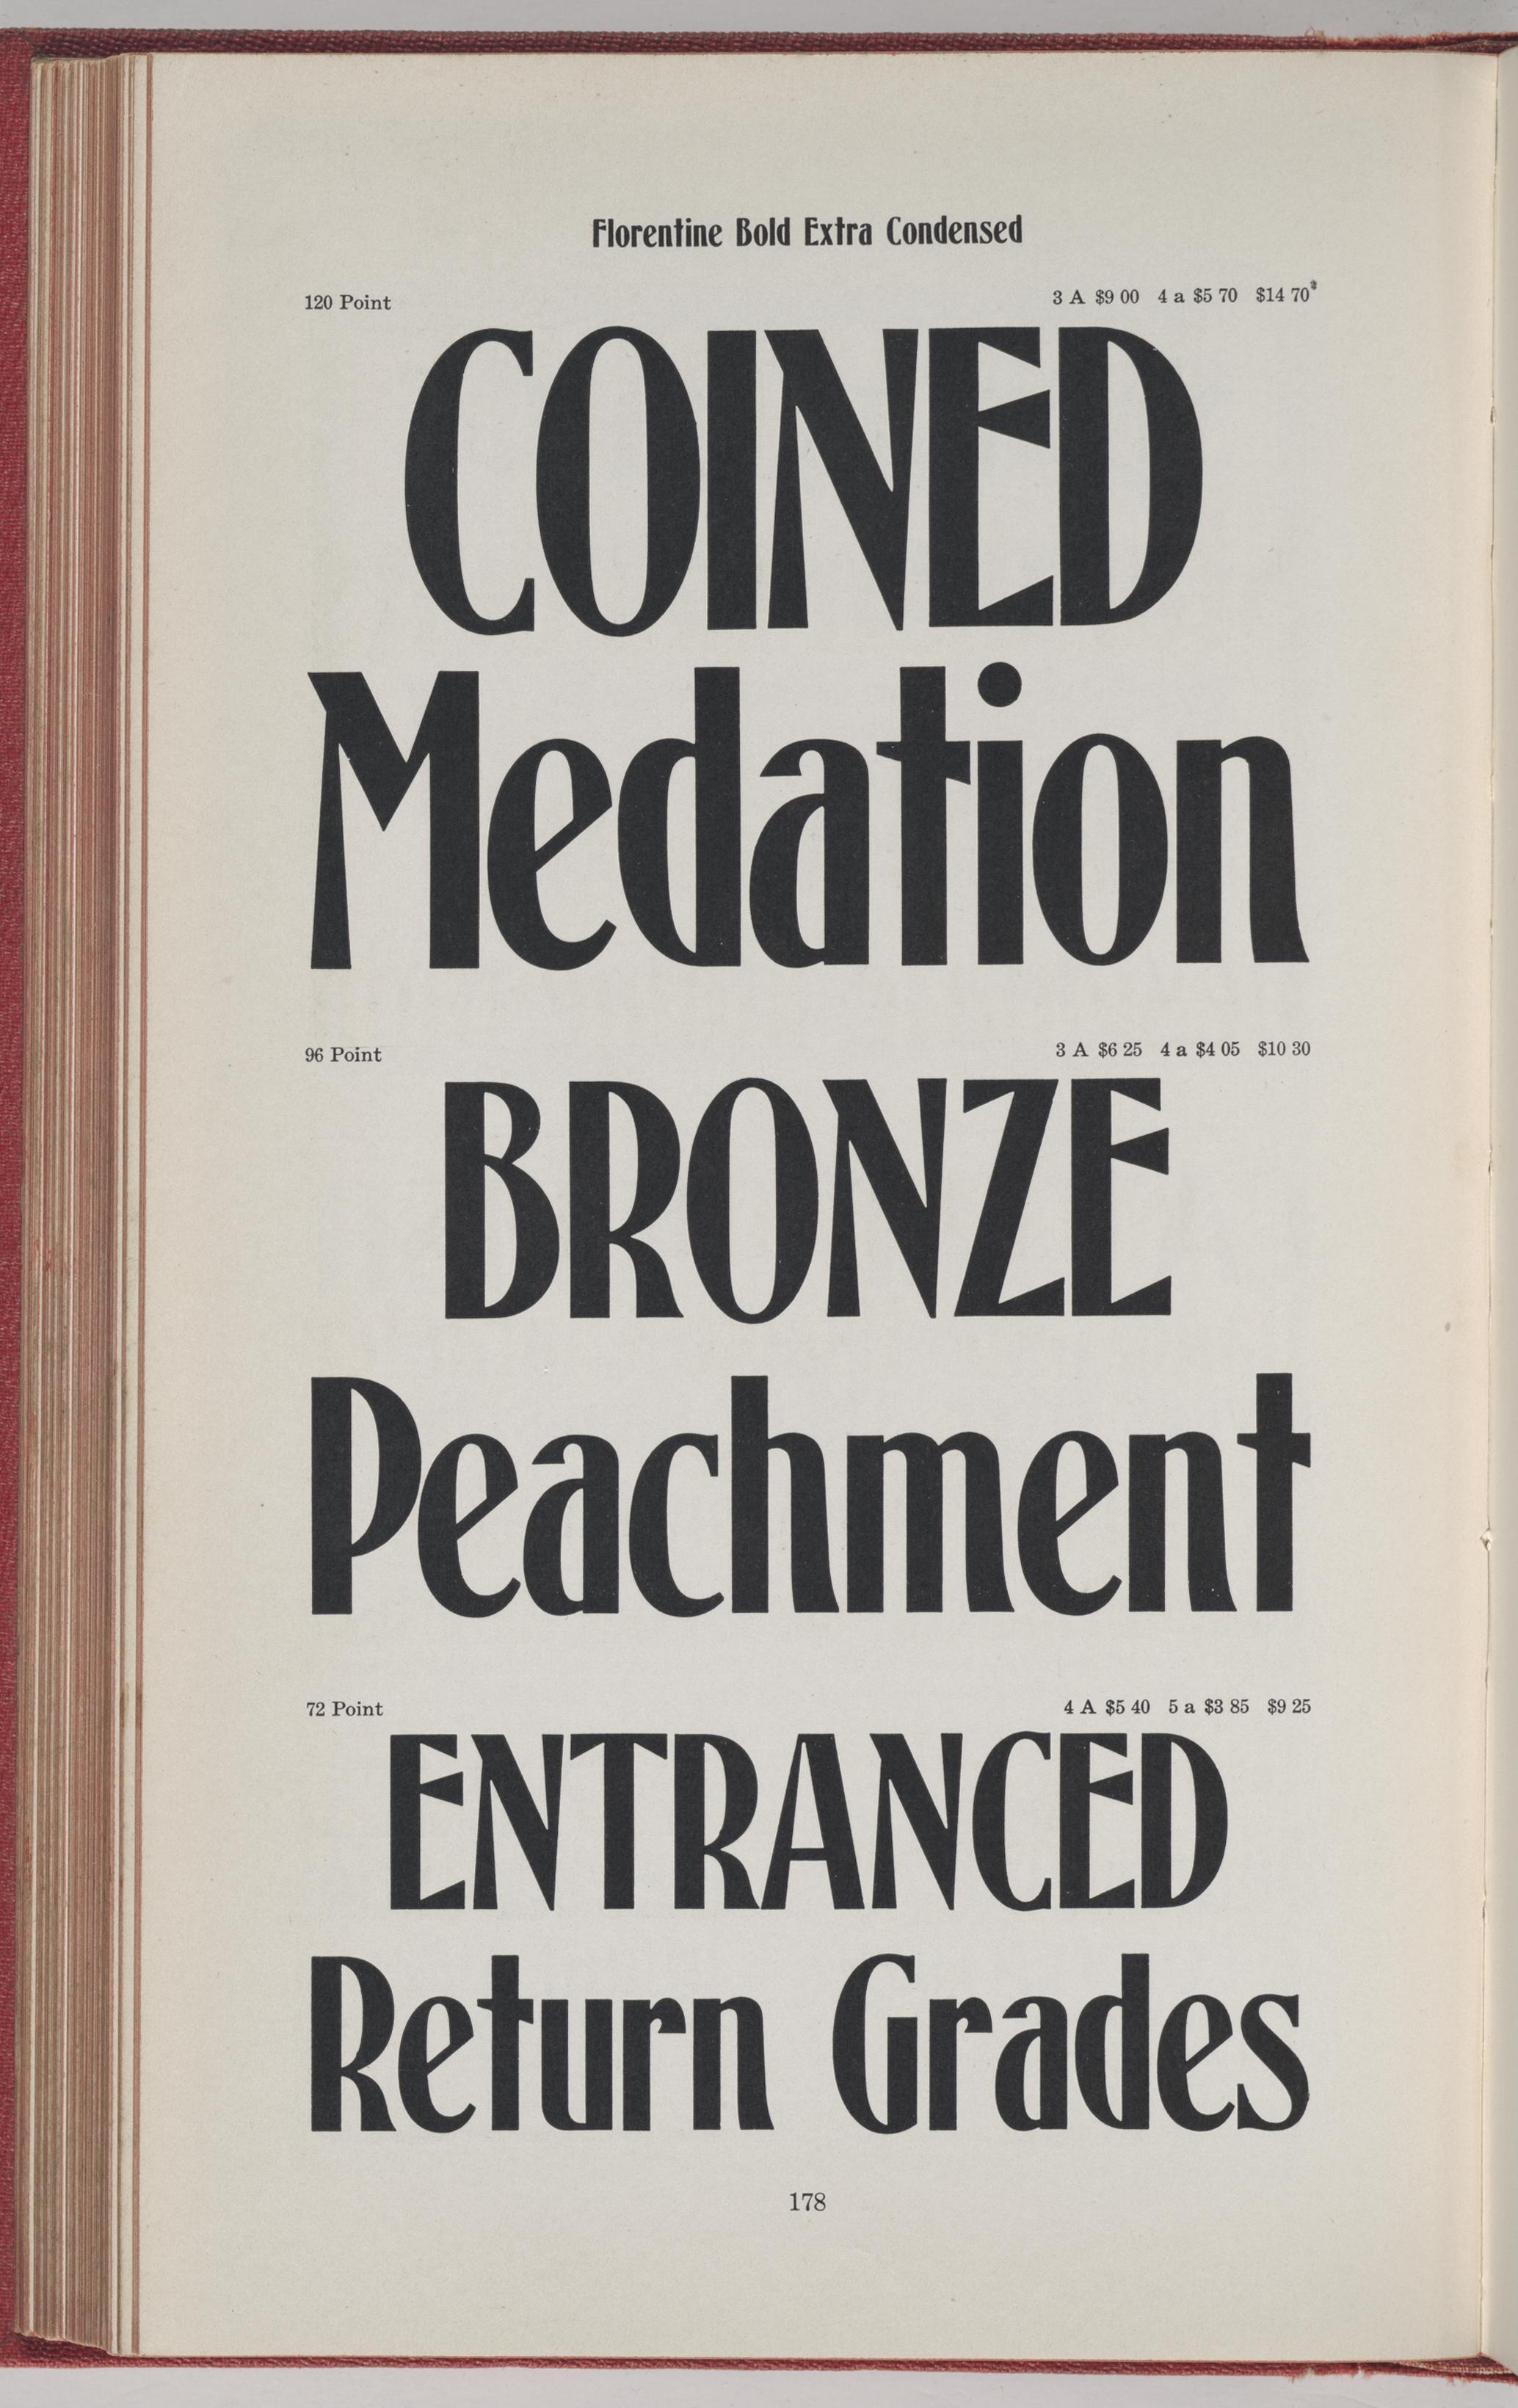 Florentine Bold Extra Condensed
120 Point 3 A $9 00 4 a $5 70 $14 70
COINED
Medation
96 Point 3 A $6 25 4 a $4 05 $10 30
BRONZE
Peachment
72 Point 4 A $5 40 5 a $3 85 $9 25
ENTRANCED
Return Grades
178